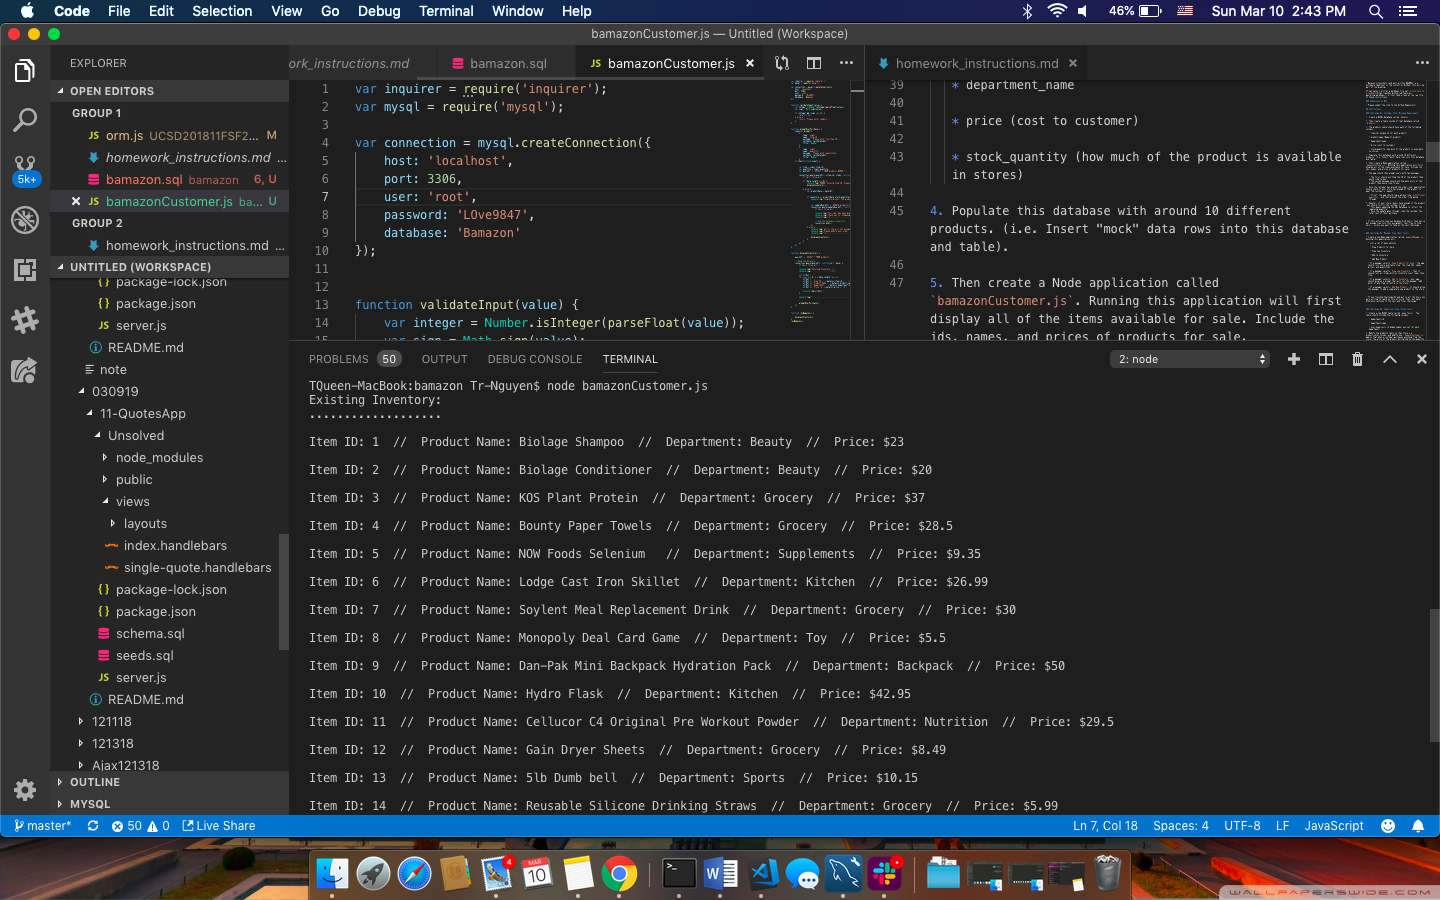 Code File Edit Selection View Go Debug Terminal Window Help 46% Sun Mar 10 2:43 PM
bamazonCustomer.js — Untitled (Workspace)
EXPLORER
OPEN EDITORS
GROUP 1
JS orm.js UCSD201811FSF2... M
homework_instructions.md ...
bamazon.sql bamazon 6, U
JS bamazonCustomer.js ba... U
GROUP 2
homework_instructions.md ...
UNTITLED (WORKSPACE)
{} package-lock.json
{} package.json
JS server.js
README.md
note
030919
11-QuotesApp
Unsolved
node_modules
public
views
layouts
index.handlebars
single-quote.handlebars
{} package-lock.json
{} package.json
schema.sql
seeds.sql
JS server.js
README.md
121118
121318
Ajax121318
OUTLINE
MYSQL
5k+
ork_instructions.md
bamazon.sql
JS bamazonCustomer.js
1 var inquirer = require('inquirer');
2 var mysql = require('mysql');
3
4 var connection = mysql.createConnection({
5 host: 'localhost',
6 port: 3306,
7 user: 'root',
8 password: 'LOve9847',
9 database: 'Bamazon'
10 });
11
12
13 function validateInput(value) {
14 var integer = Number.isInteger(parseFloat(value));
15 var sign = Math.sign(value);
homework_instructions.md
39 * department_name
40
41 * price (cost to customer)
42
43 * stock_quantity (how much of the product is available
in stores)
44
45 4. Populate this database with around 10 different
products. (i.e. Insert "mock" data rows into this database
and table).
46
47 5. Then create a Node application called
`bamazonCustomer.js`. Running this application will first
display all of the items available for sale. Include the
ids, names, and prices of products for sale.
PROBLEMS 50 OUTPUT DEBUG CONSOLE TERMINAL 2: node
TQueen-MacBook:bamazon Tr-Nguyen$ node bamazonCustomer.js
Existing Inventory:
...................
Item ID: 1 // Product Name: Biolage Shampoo // Department: Beauty // Price: $23
Item ID: 2 // Product Name: Biolage Conditioner // Department: Beauty // Price: $20
Item ID: 3 // Product Name: KOS Plant Protein // Department: Grocery // Price: $37
Item ID: 4 // Product Name: Bounty Paper Towels // Department: Grocery // Price: $28.5
Item ID: 5 // Product Name: NOW Foods Selenium // Department: Supplements // Price: $9.35
Item ID: 6 // Product Name: Lodge Cast Iron Skillet // Department: Kitchen // Price: $26.99
Item ID: 7 // Product Name: Soylent Meal Replacement Drink // Department: Grocery // Price: $30
Item ID: 8 // Product Name: Monopoly Deal Card Game // Department: Toy // Price: $5.5
Item ID: 9 // Product Name: Dan-Pak Mini Backpack Hydration Pack // Department: Backpack // Price: $50
Item ID: 10 // Product Name: Hydro Flask // Department: Kitchen // Price: $42.95
Item ID: 11 // Product Name: Cellucor C4 Original Pre Workout Powder // Department: Nutrition // Price: $29.5
Item ID: 12 // Product Name: Gain Dryer Sheets // Department: Grocery // Price: $8.49
Item ID: 13 // Product Name: 5lb Dumb bell // Department: Sports // Price: $10.15
Item ID: 14 // Product Name: Reusable Silicone Drinking Straws // Department: Grocery // Price: $5.99
master* 50 0 Live Share Ln 7, Col 18 Spaces: 4 UTF-8 LF JavaScript
4
MAR
10
WALLPAPERSWIDE.COM